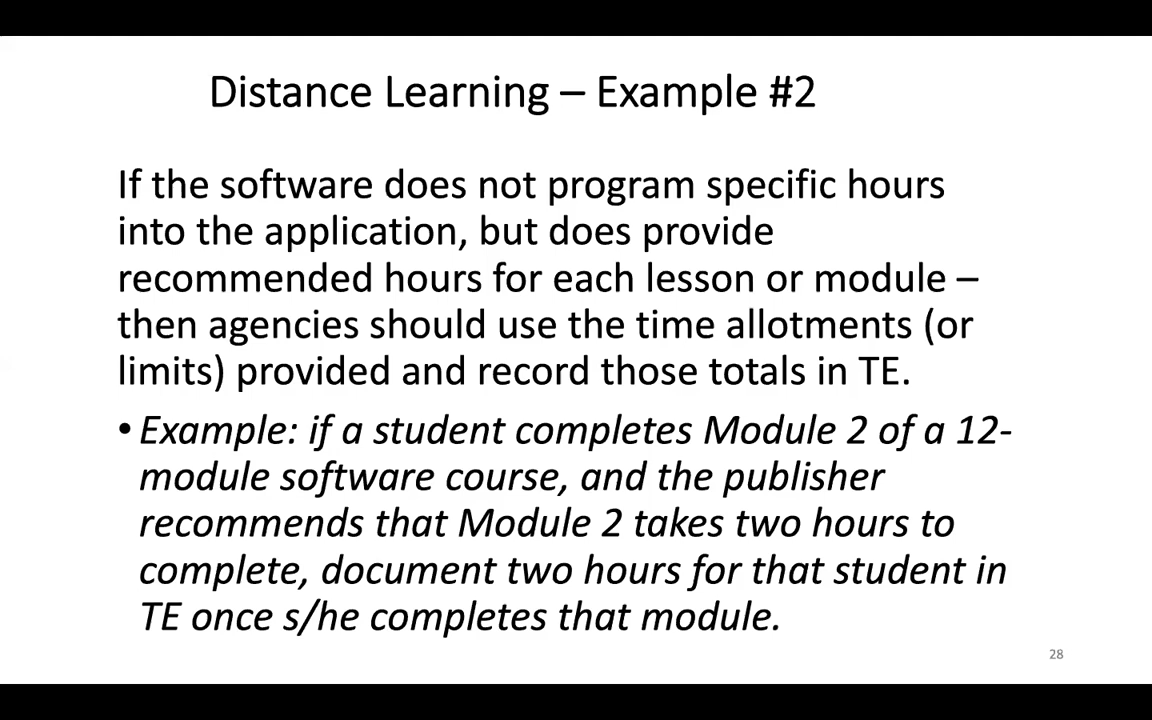 Distance Learning – Example #2
If the software does not program specific hours
into the application, but does provide
recommended hours for each lesson or module –
then agencies should use the time allotments (or
limits) provided and record those totals in TE.
• Example: if a student completes Module 2 of a 12-
module software course, and the publisher
recommends that Module 2 takes two hours to
complete, document two hours for that student in
TE once s/he completes that module.
28